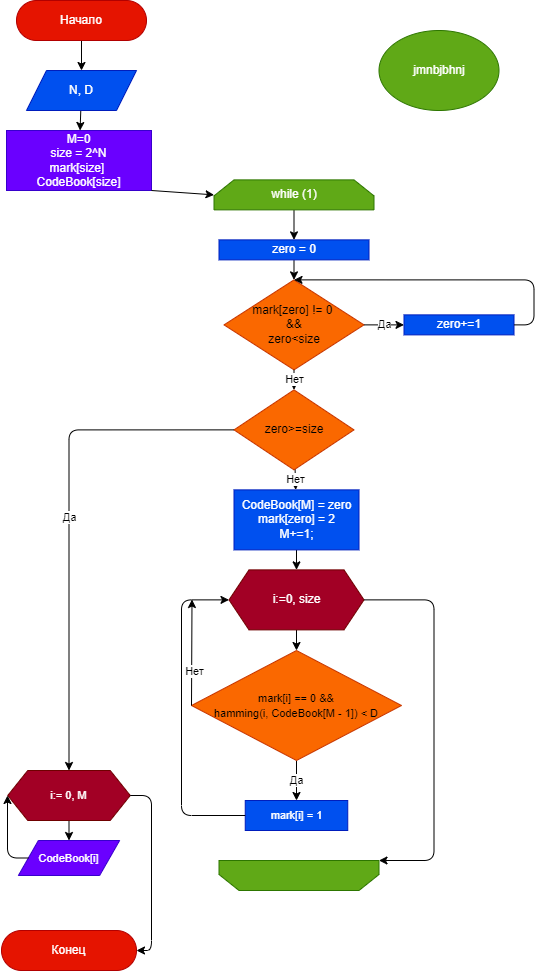 Начало
jmnbjbhnj
N, D
M=0
size = 2^N
mark[size]
CodeBook[size]
while (1)
zero = 0
mark[zero] != 0
&&
zero<size
Да
zero+=1
Нет
zero>=size
Нет
CodeBook[M] = zero
mark[zero] = 2
M+=1;
Да
i:=0, size
Нет
mark[i] == 0 &&
hamming(i, CodeBook[M - 1]) < D
Да
i:= 0, M
mark[i] = 1
CodeBook[i]
Конец